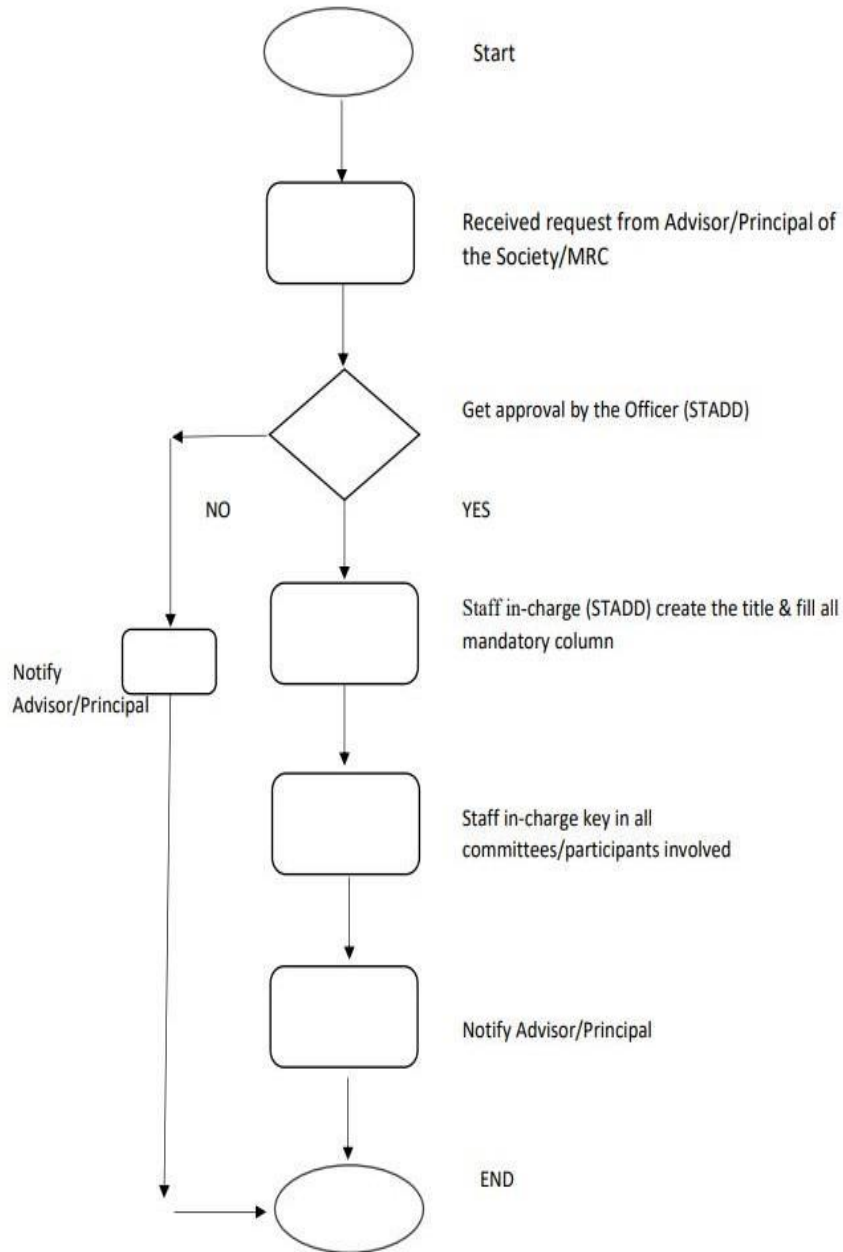 Start
Received request from Advisor/Principal of
the Society/MRC
Get approval by the Officer (STADD)
NO
YES
Staff in-charge (STADD) create the title & fill all
mandatory column
Notify
Advisor/Principal
Staff in-charge key in all
committees/participants involved
Notify Advisor/Principal
END